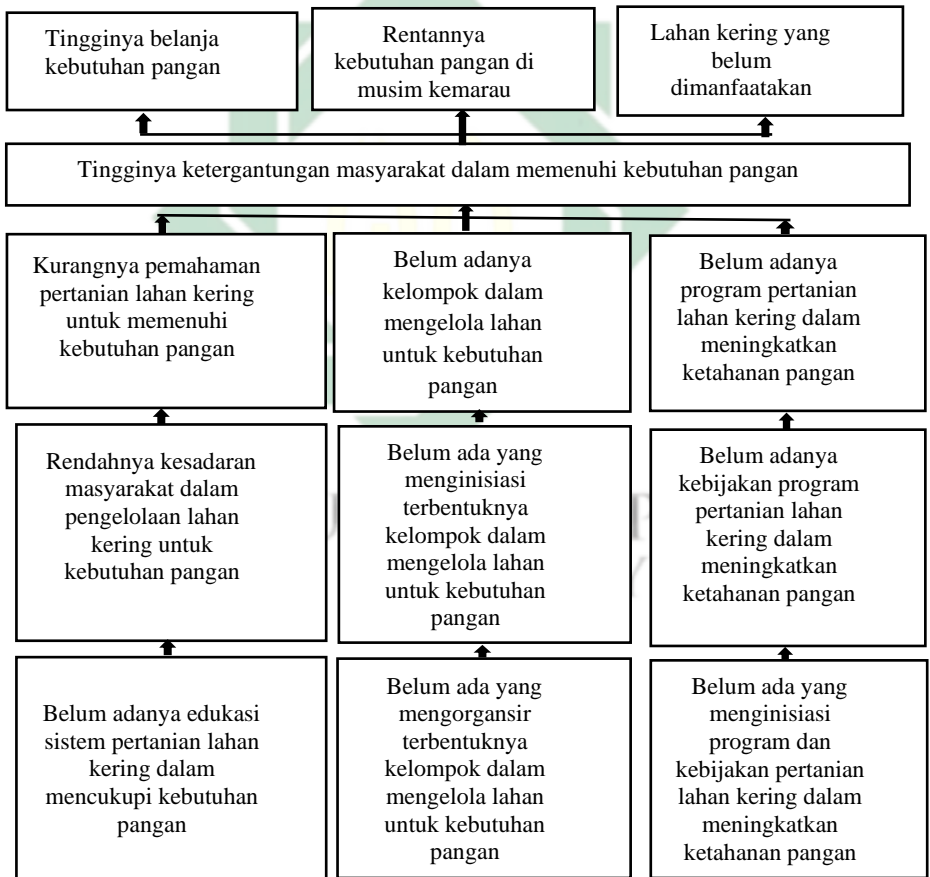 Tingginya belanja
kebutuhan pangan
Rentannya
kebutuhan pangan di
musim kemarau
Lahan kering yang
belum
dimanfaatakan
Tingginya ketergantungan masyarakat dalam memenuhi kebutuhan pangan
Kurangnya pemahaman
pertanian lahan kering
untuk memenuhi
kebutuhan pangan
Belum adanya
kelompok dalam
mengelola lahan
untuk kebutuhan
pangan
Belum adanya
program pertanian
lahan kering dalam
meningkatkan
ketahanan pangan
Rendahnya kesadaran
masyarakat dalam
pengelolaan lahan
kering untuk
kebutuhan pangan
Belum ada yang
menginisiasi
terbentuknya
kelompok dalam
mengelola lahan
untuk kebutuhan
pangan
Belum adanya
kebijakan program
pertanian lahan
kering dalam
meningkatkan
ketahanan pangan
Belum adanya edukasi
sistem pertanian lahan
kering dalam
mencukupi kebutuhan
pangan
Belum ada yang
mengorgansir
terbentuknya
kelompok dalam
mengelola lahan
untuk kebutuhan
pangan
Belum ada yang
menginisiasi
program dan
kebijakan pertanian
lahan kering dalam
meningkatkan
ketahanan pangan